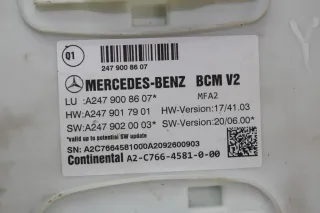 247 900 86 07
Q1
MERCEDES-BENZ BCM V2
LU :A247 900 86 07* MFA2
HW:A247 901 79 01 HW-Version:17/41.03
SW:A247 902 00 03* SW-Version:20/06.00*
*valid up to potential SW update
SN: A2C7664581000A2092600903
Continental A2-C766-4581-0-00